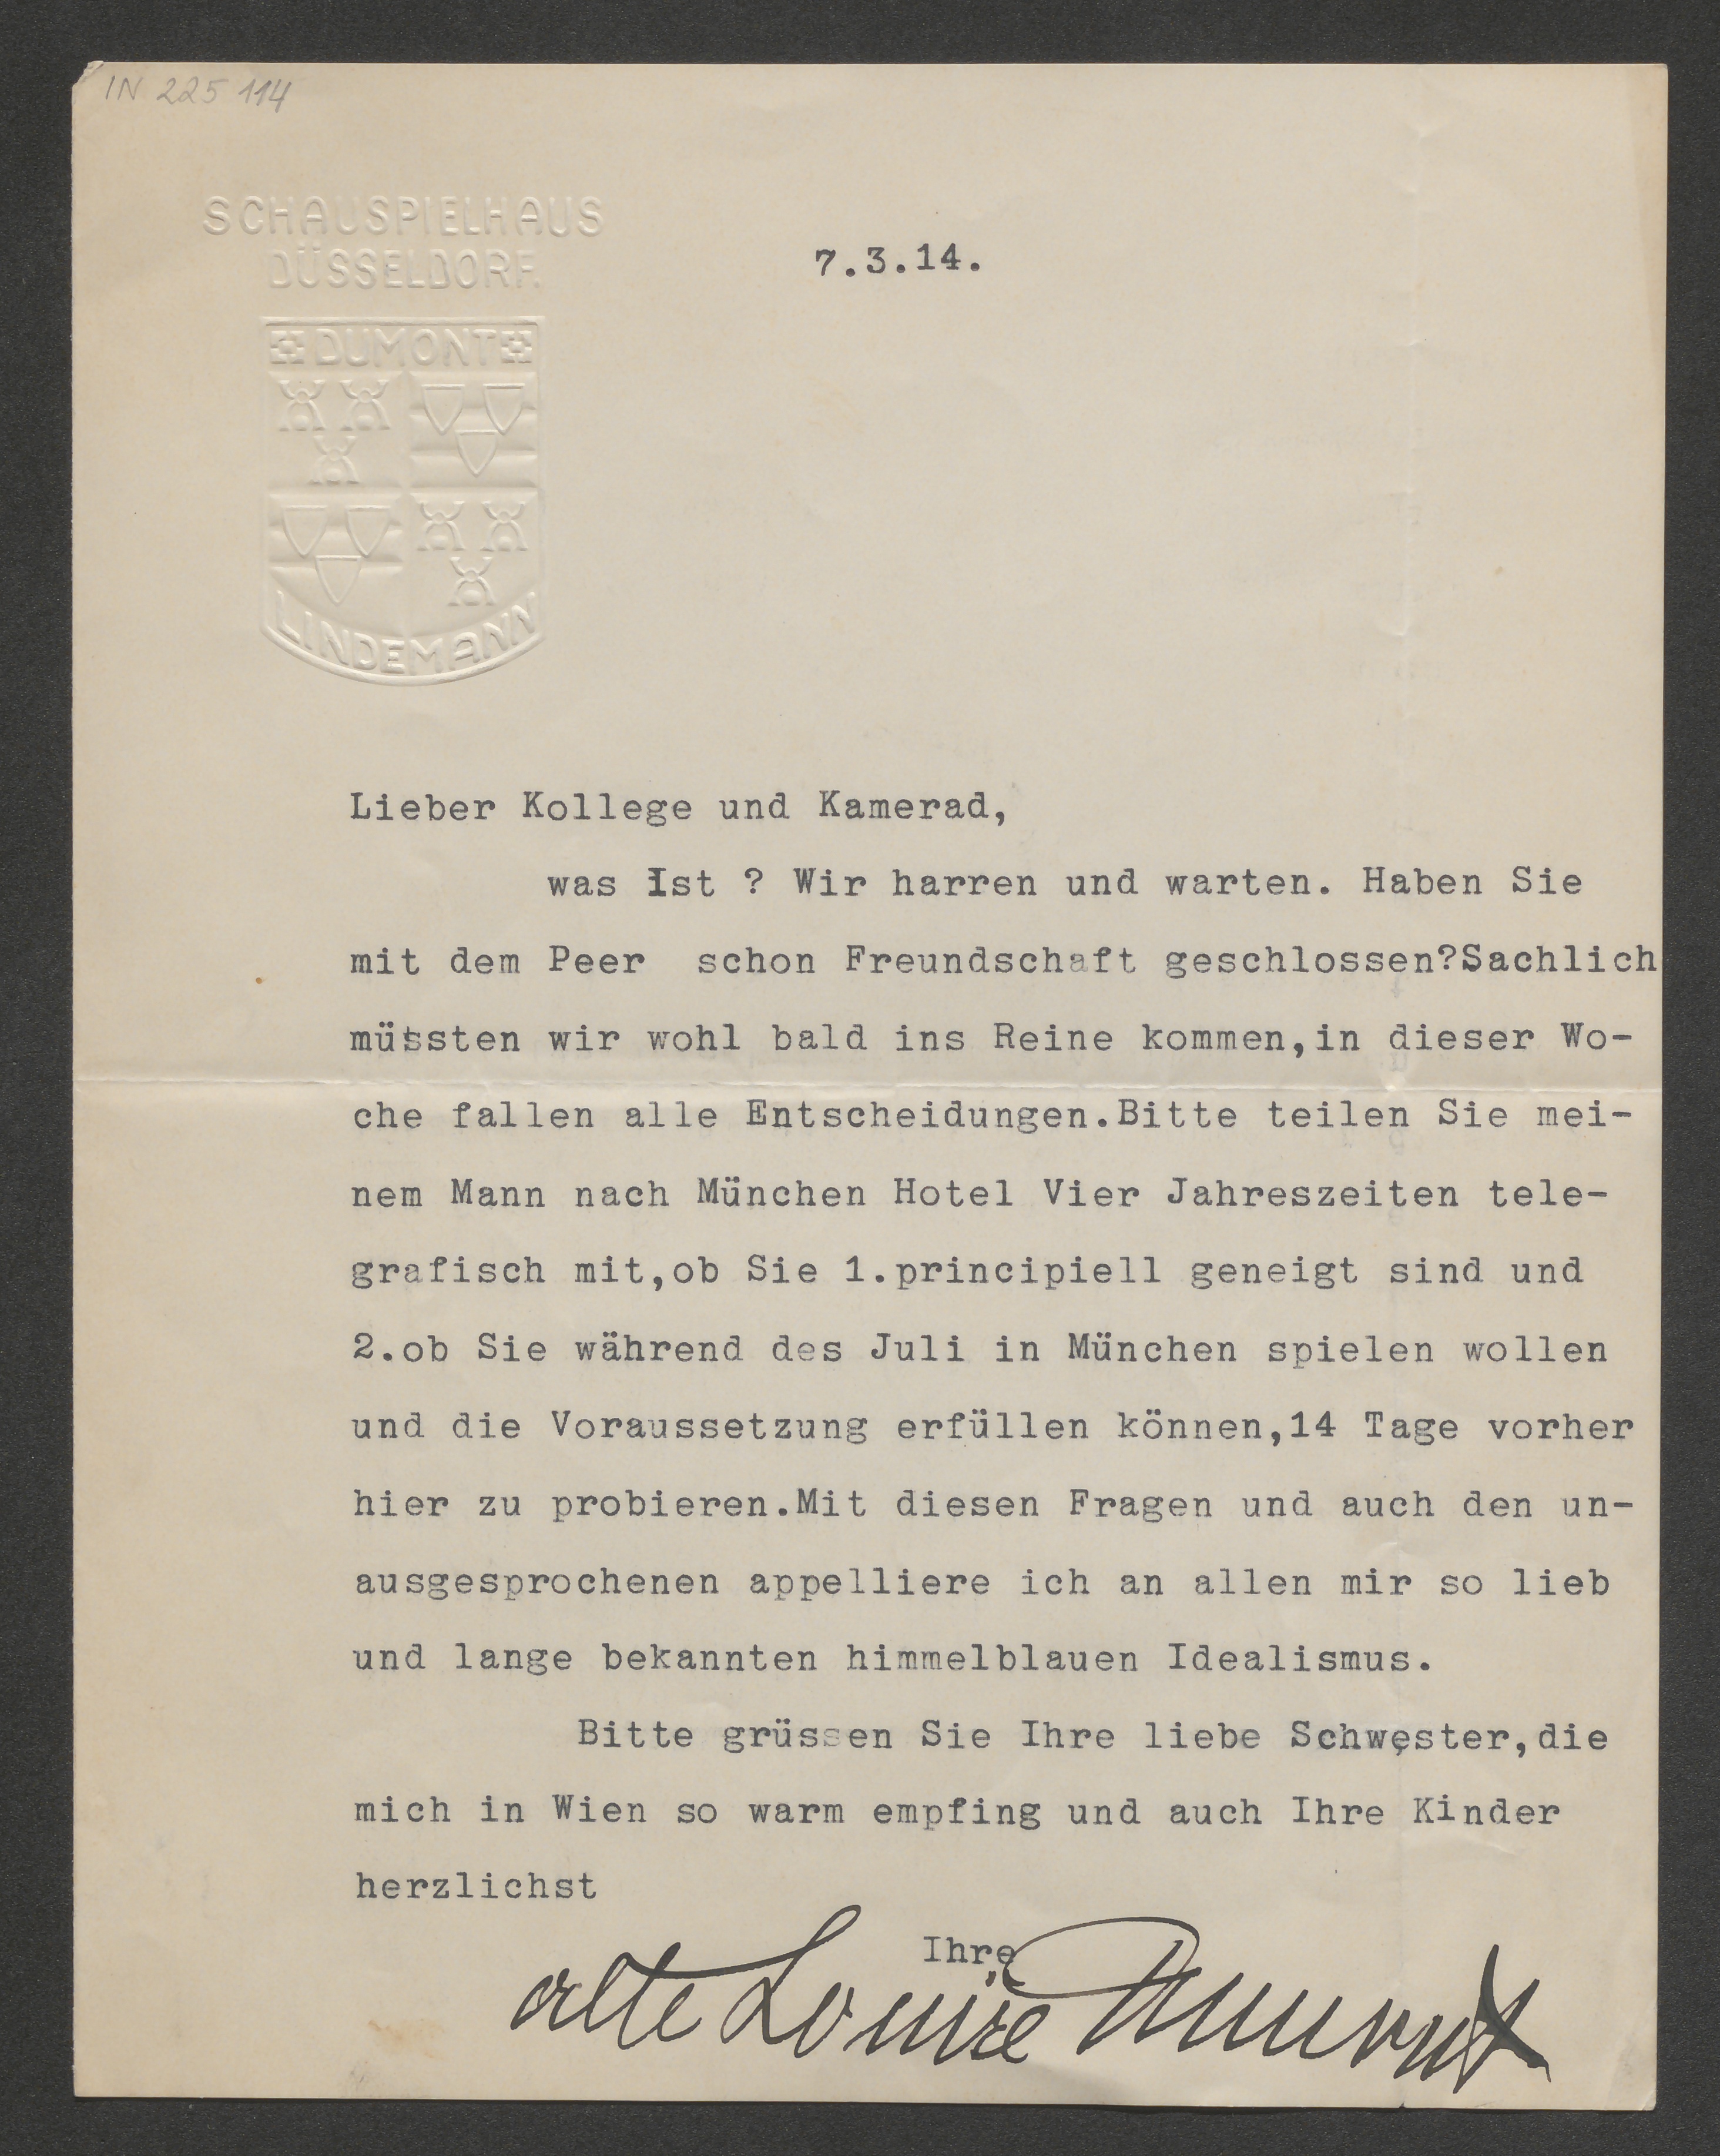 IN 225 114
SCHAUSPIELHAUS
DÜSSELDORF.
7.3.14.
DUMONT
LINDEMANN
Lieber Kollege und Kamerad,
was Ist ? Wir harren und warten. Haben Sie
mit dem Peer schon Freundschaft geschlossen?Sachlich
müssten wir wohl bald ins Reine kommen,in dieser Wo-
che fallen alle Entscheidungen.Bitte teilen Sie mei-
nem Mann nach München Hotel Vier Jahreszeiten tele-
grafisch mit,ob Sie 1.principiell geneigt sind und
2.ob Sie während des Juli in München spielen wollen
und die Voraussetzung erfüllen können,14 Tage vorher
hier zu probieren.Mit diesen Fragen und auch den un-
ausgesprochenen appelliere ich an allen mir so lieb
und lange bekannten himmelblauen Idealismus.
Bitte grüssen Sie Ihre liebe Schwester,die
mich in Wien so warm empfing und auch Ihre Kinder
herzlichst
Ihre
alte Louise Dumont